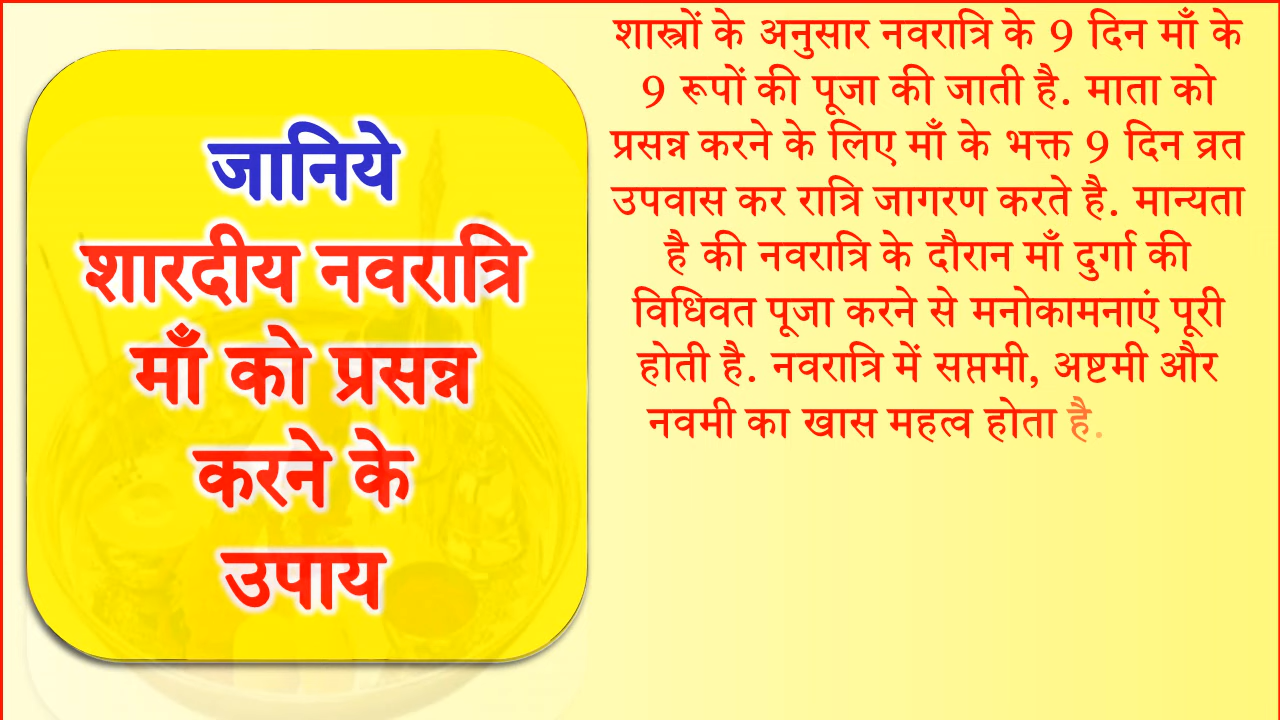 जानिये
शारदीय नवरात्रि
माँ को प्रसन्न
करने के
उपाय
शास्त्रों के अनुसार नवरात्रि के 9 दिन माँ के
9 रूपों की पूजा की जाती है. माता को
प्रसन्न करने के लिए माँ के भक्त 9 दिन व्रत
उपवास कर रात्रि जागरण करते है. मान्यता
है की नवरात्रि के दौरान माँ दुर्गा की
विधिवत पूजा करने से मनोकामनाएं पूरी
होती है. नवरात्रि में सप्तमी, अष्टमी और
नवमी का खास महत्व होता है.